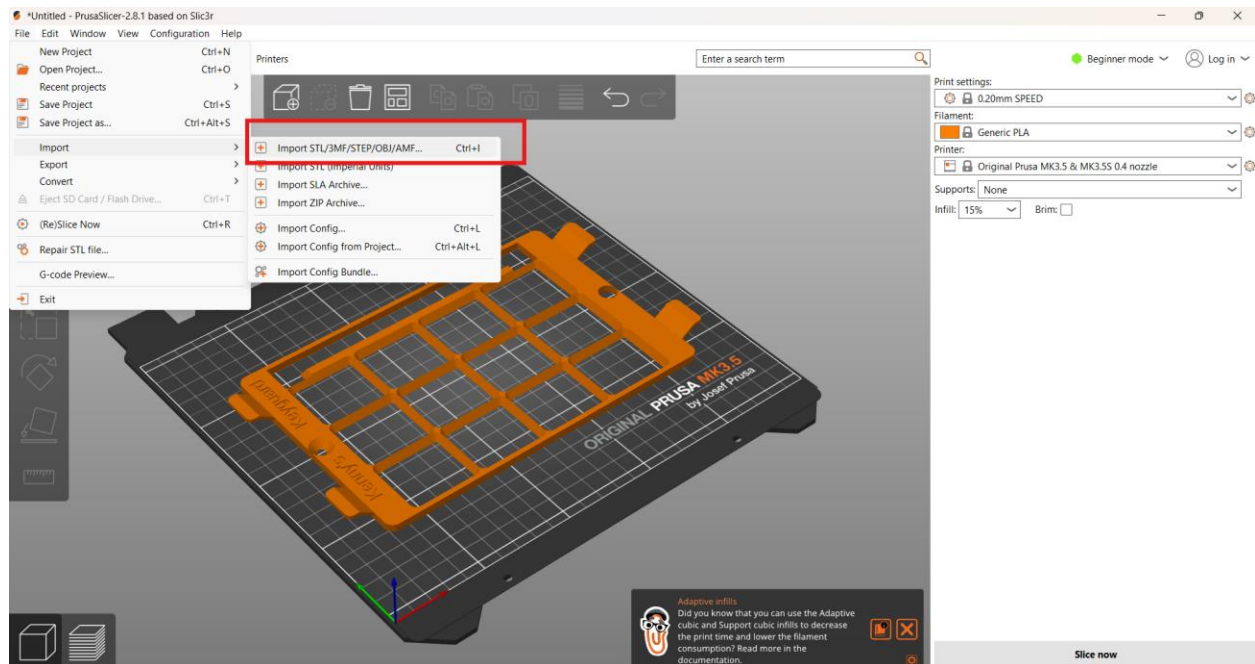 *Untitled - PrusaSlicer-2.8.1 based on Slic3r
File Edit Window View Configuration Help
New Project Ctrl+N
Open Project... Ctrl+O
Recent projects
Save Project Ctrl+S
Save Project as... Ctrl+Alt+S
Import
Export
Convert
Eject SD Card / Flash Drive... Ctrl+T
(Re)Slice Now Ctrl+R
Repair STL file...
G-code Preview...
Exit
Import STL/3MF/STEP/OBJ/AMF... Ctrl+I
Import STL (Imperial Units)
Import SLA Archive...
Import ZIP Archive...
Import Config... Ctrl+L
Import Config from Project... Ctrl+Alt+L
Import Config Bundle...
Printers
Enter a search term
Beginner mode
Log in
Print settings:
0.20mm SPEED
Filament:
Generic PLA
Printer:
Original Prusa MK3.5 & MK3.5S 0.4 nozzle
Supports: None
Infill: 15% Brim:
Kenny's Keyguard
ORIGINAL PRUSA MK3.5
by Josef Prusa
Adaptive infills
Did you know that you can use the Adaptive
cubic and Support cubic infills to decrease
the print time and lower the filament
consumption? Read more in the
documentation.
Slice now